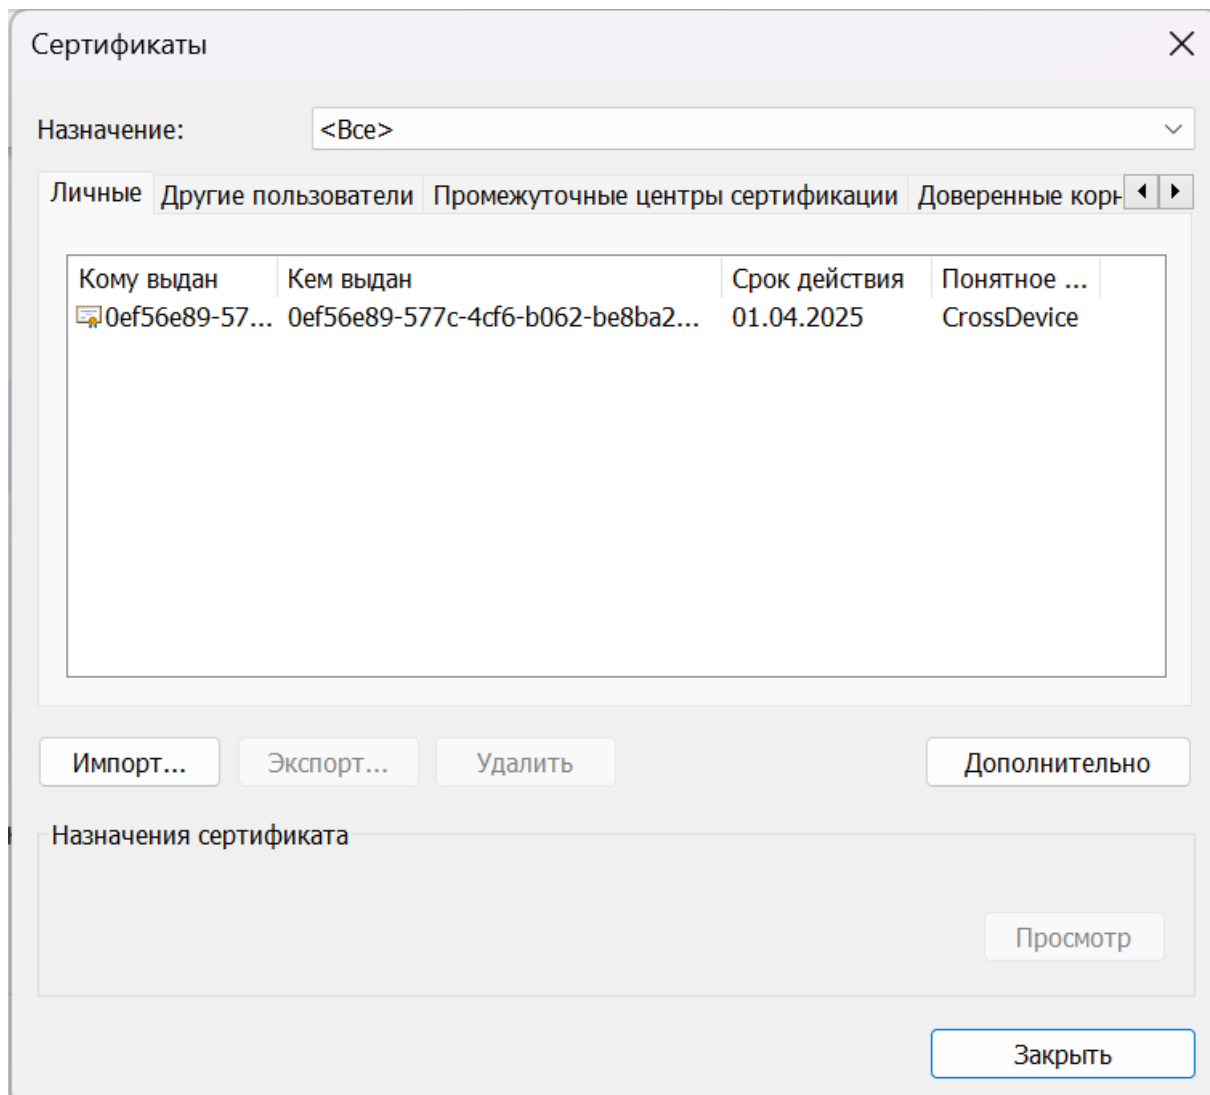 Сертификаты
Назначение: <Все>
Личные Другие пользователи Промежуточные центры сертификации Доверенные корн
Кому выдан Кем выдан Срок действия Понятное ...
0ef56e89-57... 0ef56e89-577c-4cf6-b062-be8ba2... 01.04.2025 CrossDevice
Импорт... Экспорт... Удалить Дополнительно
Назначения сертификата
Просмотр
Закрыть